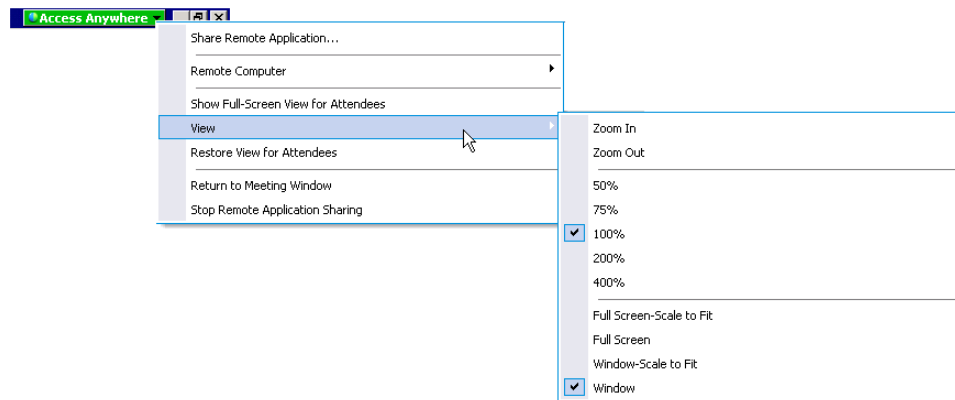 Access Anywhere
Share Remote Application...
Remote Computer
Show Full-Screen View for Attendees
View
Restore View for Attendees
Return to Meeting Window
Stop Remote Application Sharing
Zoom In
Zoom Out
50%
75%
100%
200%
400%
Full Screen-Scale to Fit
Full Screen
Window-Scale to Fit
Window